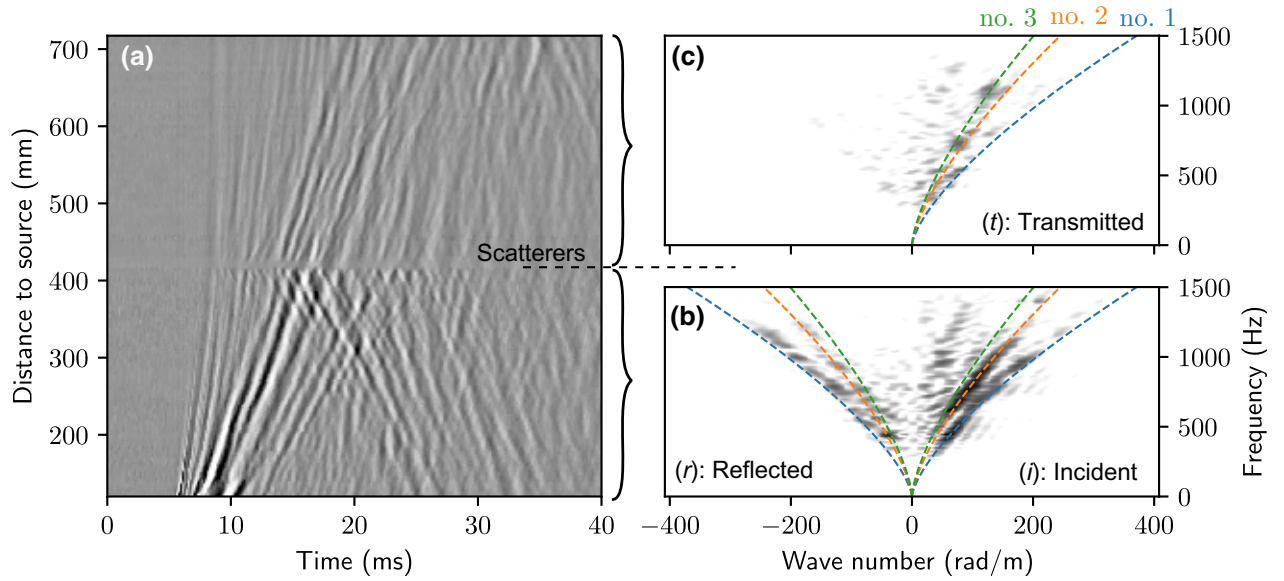 no. 3 no. 2 no. 1
(a)
700
600
500
400
300
200
Distance to source (mm)
0 10 20 30 40
Time (ms)
Scatterers
(c)
1500
1000
500
0
(t): Transmitted
(b)
1500
1000
500
0
Frequency (Hz)
(r): Reflected
(i): Incident
−400 −200 0 200 400
Wave number (rad/m)